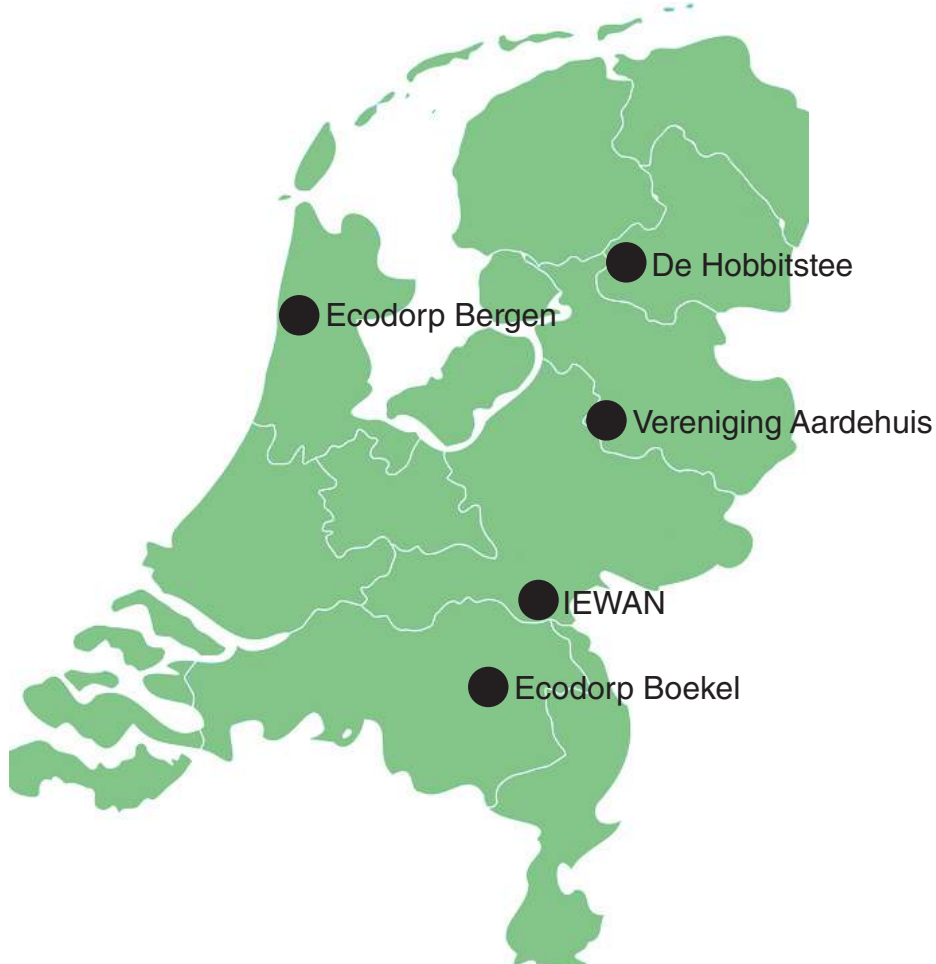 De Hobbitstee
Ecodorp Bergen
Vereniging Aardehuis
IEWAN
Ecodorp Boekel